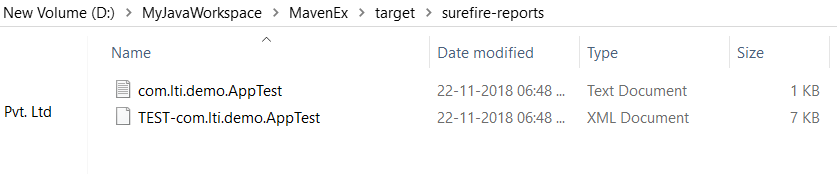 New Volume (D:) > MyJavaWorkspace > MavenEx > target > surefire-reports
Name Date modified Type Size
com.lti.demo.AppTest 22-11-2018 06:48 ... Text Document 1 KB
Pvt. Ltd
TEST-com.lti.demo.AppTest 22-11-2018 06:48 ... XML Document 7 KB